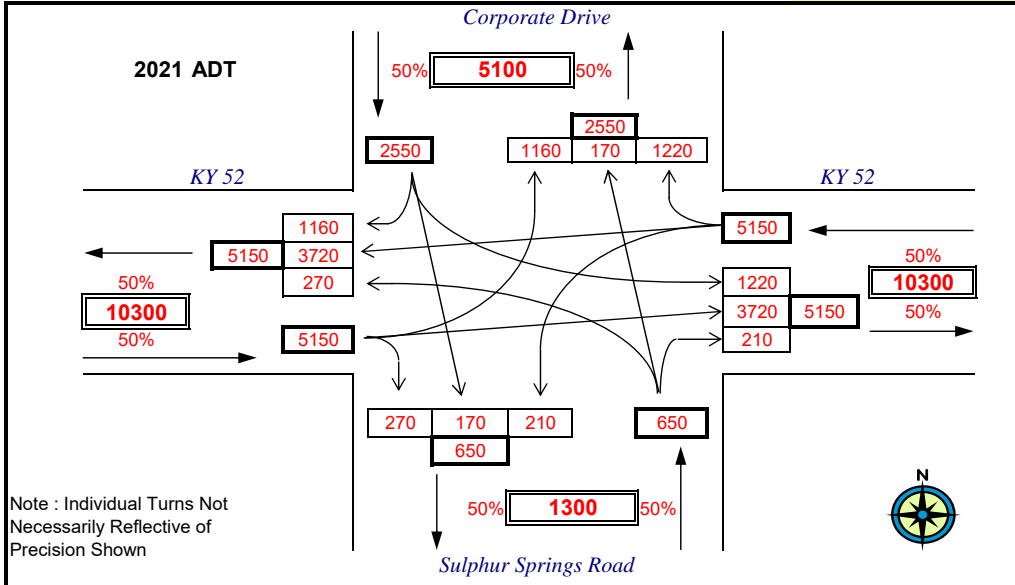 Corporate Drive
2021 ADT
50% 5100 50%
2550
2550
1160 170 1220
KY 52
KY 52
1160
5150 3720
270
5150
50%
10300
50%
5150
50%
10300
50%
1220
3720 5150
210
270 170 210
650
650
50% 1300 50%
Note : Individual Turns Not
Necessarily Reflective of
Precision Shown
N
Sulphur Springs Road